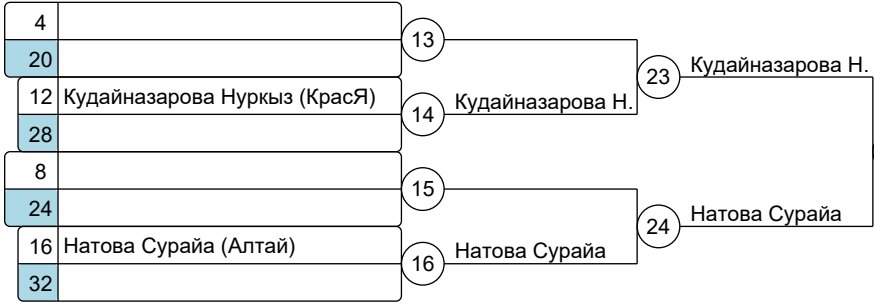 4
13
20
23
Кудайназарова Н.
12 Кудайназарова Нуркыз (КрасЯ)
14
Кудайназарова Н.
28
8
15
24
24
Натова Сурайа
16 Натова Сурайа (Алтай)
16
Натова Сурайа
32